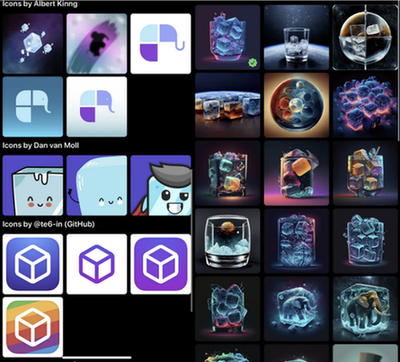 Icons by Albert Kinng
Icons by Dan van Moll
Icons by @te6-in (GitHub)